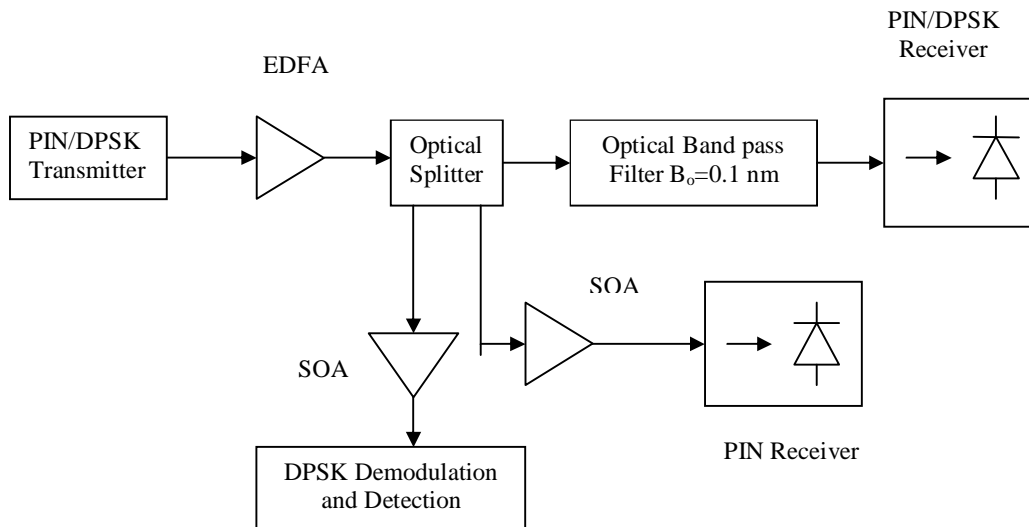 PIN/DPSK
Receiver
EDFA
PIN/DPSK
Transmitter
Optical
Splitter
Optical Band pass
Filter Bo=0.1 nm
SOA
SOA
PIN Receiver
DPSK Demodulation
and Detection